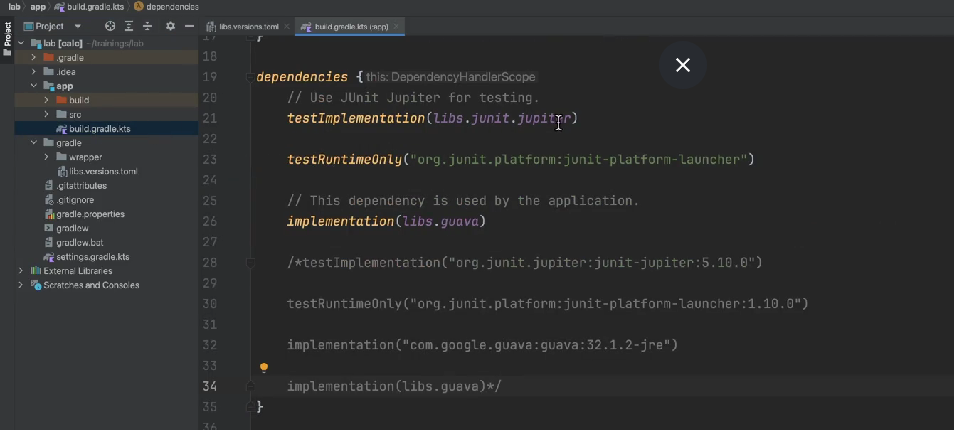 lab app build.gradle.kts dependencies
Project
Project
libs.versions.toml
build.gradle.kts (:app)
lab [calc] ~/trainings/lab
.gradle
.idea
app
build
src
build.gradle.kts
gradle
wrapper
libs.versions.toml
.gitattributes
.gitignore
gradle.properties
gradlew
gradlew.bat
settings.gradle.kts
External Libraries
Scratches and Consoles
17 }
18
19 dependencies { this: DependencyHandlerScope
20 // Use JUnit Jupiter for testing.
21 testImplementation(libs.junit.jupiter)
22
23 testRuntimeOnly("org.junit.platform:junit-platform-launcher")
24
25 // This dependency is used by the application.
26 implementation(libs.guava)
27
28 /*testImplementation("org.junit.jupiter:junit-jupiter:5.10.0")
29
30 testRuntimeOnly("org.junit.platform:junit-platform-launcher:1.10.0")
31
32 implementation("com.google.guava:guava:32.1.2-jre")
33
34 implementation(libs.guava)*/
35 }
36